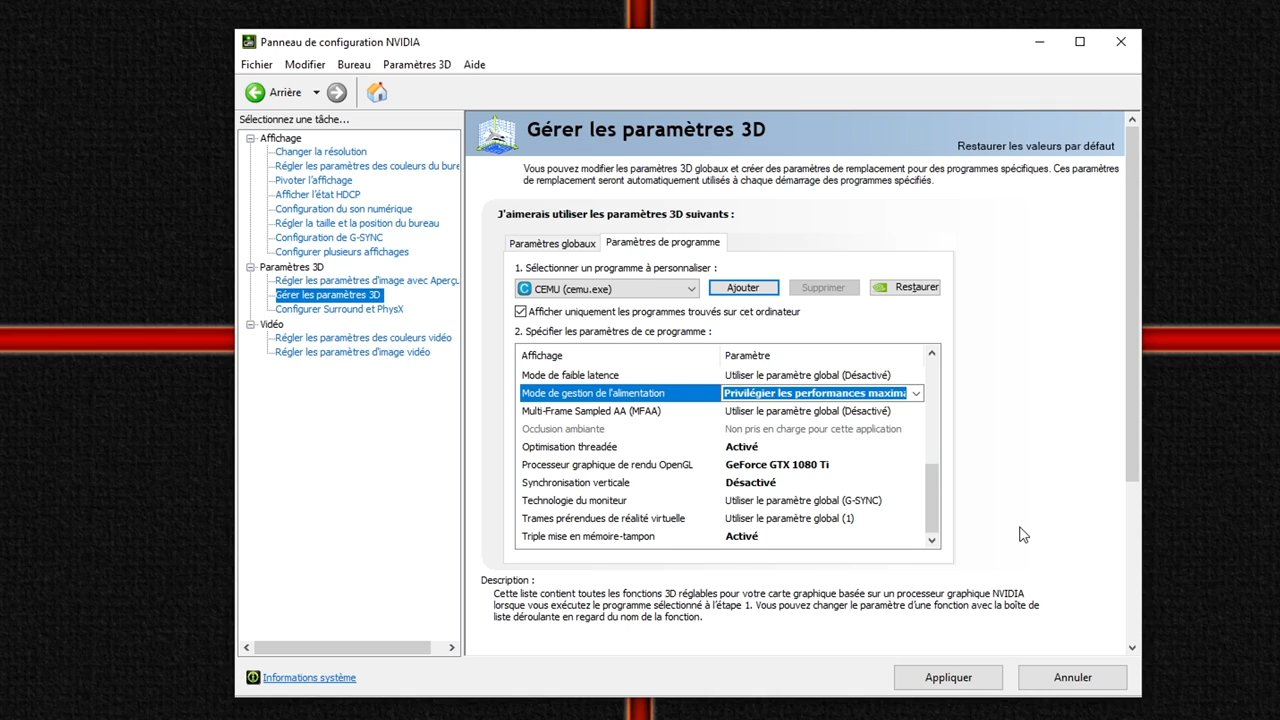 Panneau de configuration NVIDIA
Fichier Modifier Bureau Paramètres 3D Aide
Arrière
Sélectionnez une tâche...
Affichage
Changer la résolution
Régler les paramètres des couleurs du bure
Pivoter l'affichage
Afficher l'état HDCP
Configuration du son numérique
Régler la taille et la position du bureau
Configuration de G-SYNC
Configurer plusieurs affichages
Paramètres 3D
Régler les paramètres d'image avec Aperçu
Gérer les paramètres 3D
Configurer Surround et PhysX
Vidéo
Régler les paramètres des couleurs vidéo
Régler les paramètres d'image vidéo
Gérer les paramètres 3D
Restaurer les valeurs par défaut
Vous pouvez modifier les paramètres 3D globaux et créer des paramètres de remplacement pour des programmes spécifiques. Ces paramètres
de remplacement seront automatiquement utilisés à chaque démarrage des programmes spécifiés.
J'aimerais utiliser les paramètres 3D suivants :
Paramètres globaux Paramètres de programme
1. Sélectionner un programme à personnaliser :
CEMU (cemu.exe) Ajouter Supprimer Restaurer
Afficher uniquement les programmes trouvés sur cet ordinateur
2. Spécifier les paramètres de ce programme :
Affichage Paramètre
Mode de faible latence Utiliser le paramètre global (Désactivé)
Mode de gestion de l'alimentation Privilégier les performances maxima
Multi-Frame Sampled AA (MFAA) Utiliser le paramètre global (Désactivé)
Occlusion ambiante Non pris en charge pour cette application
Optimisation threadée Activé
Processeur graphique de rendu OpenGL GeForce GTX 1080 Ti
Synchronisation verticale Désactivé
Technologie du moniteur Utiliser le paramètre global (G-SYNC)
Trames prérendues de réalité virtuelle Utiliser le paramètre global (1)
Triple mise en mémoire-tampon Activé
Description :
Cette liste contient toutes les fonctions 3D réglables pour votre carte graphique basée sur un processeur graphique NVIDIA
lorsque vous exécutez le programme sélectionné à l'étape 1. Vous pouvez changer le paramètre d'une fonction avec la boîte de
liste déroulante en regard du nom de la fonction.
Informations système
Appliquer Annuler